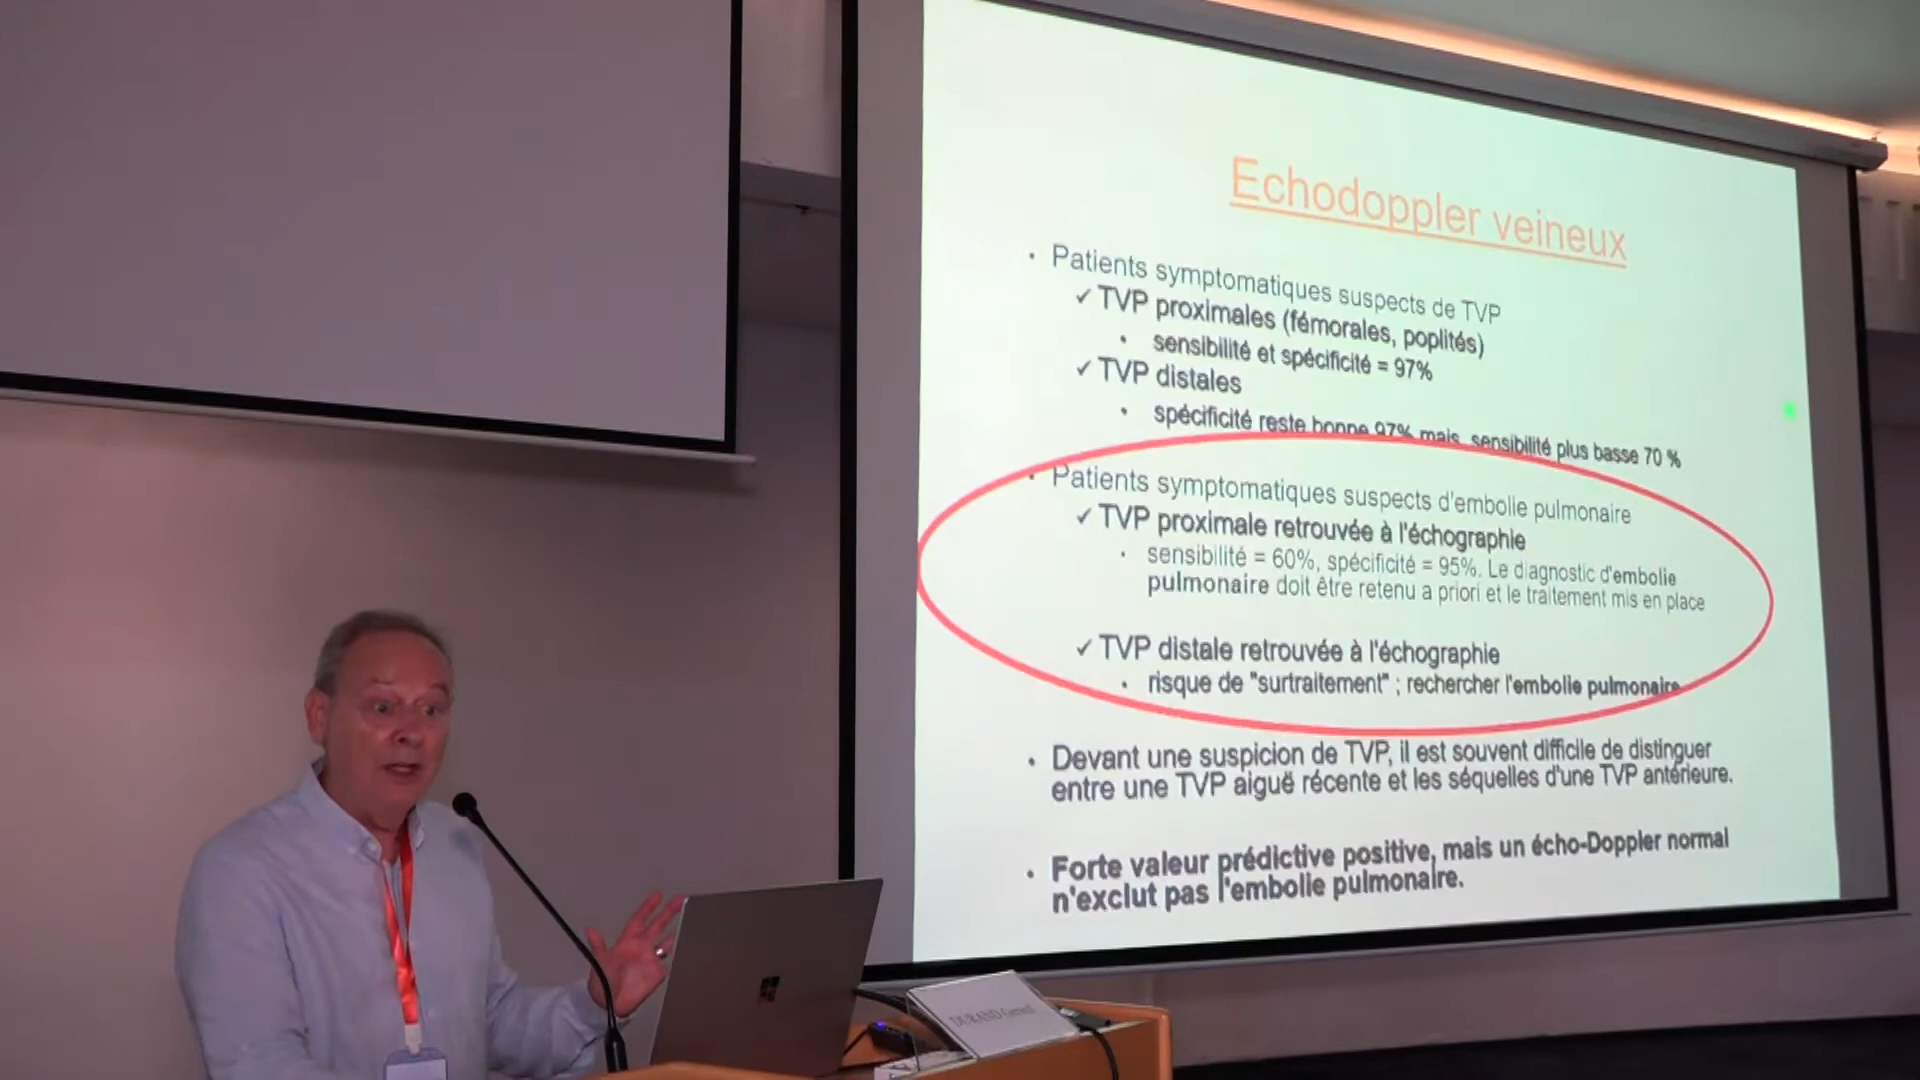 Echodoppler veineux
• Patients symptomatiques suspects de TVP
✓ TVP proximales (fémorales, poplités)
• sensibilité et spécificité = 97%
✓ TVP distales
• spécificité reste bonne 97% mais sensibilité plus basse 70 %
• Patients symptomatiques suspects d'embolie pulmonaire
✓ TVP proximale retrouvée à l'échographie
• sensibilité = 60%, spécificité = 95%. Le diagnostic d'embolie
pulmonaire doit être retenu a priori et le traitement mis en place
✓ TVP distale retrouvée à l'échographie
• risque de "surtraitement" ; rechercher l'embolie pulmonaire
• Devant une suspicion de TVP, il est souvent difficile de distinguer
entre une TVP aiguë récente et les séquelles d'une TVP antérieure.
• Forte valeur prédictive positive, mais un écho-Doppler normal
n'exclut pas l'embolie pulmonaire.
DURAND Gérard